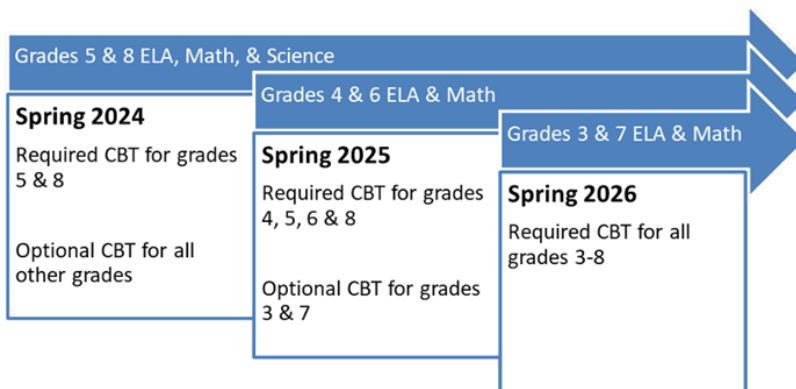 Grades 5 & 8 ELA, Math, & Science
Spring 2024
Required CBT for grades
5 & 8
Optional CBT for all
other grades
Grades 4 & 6 ELA & Math
Spring 2025
Required CBT for grades
4, 5, 6 & 8
Optional CBT for grades
3 & 7
Grades 3 & 7 ELA & Math
Spring 2026
Required CBT for all
grades 3-8